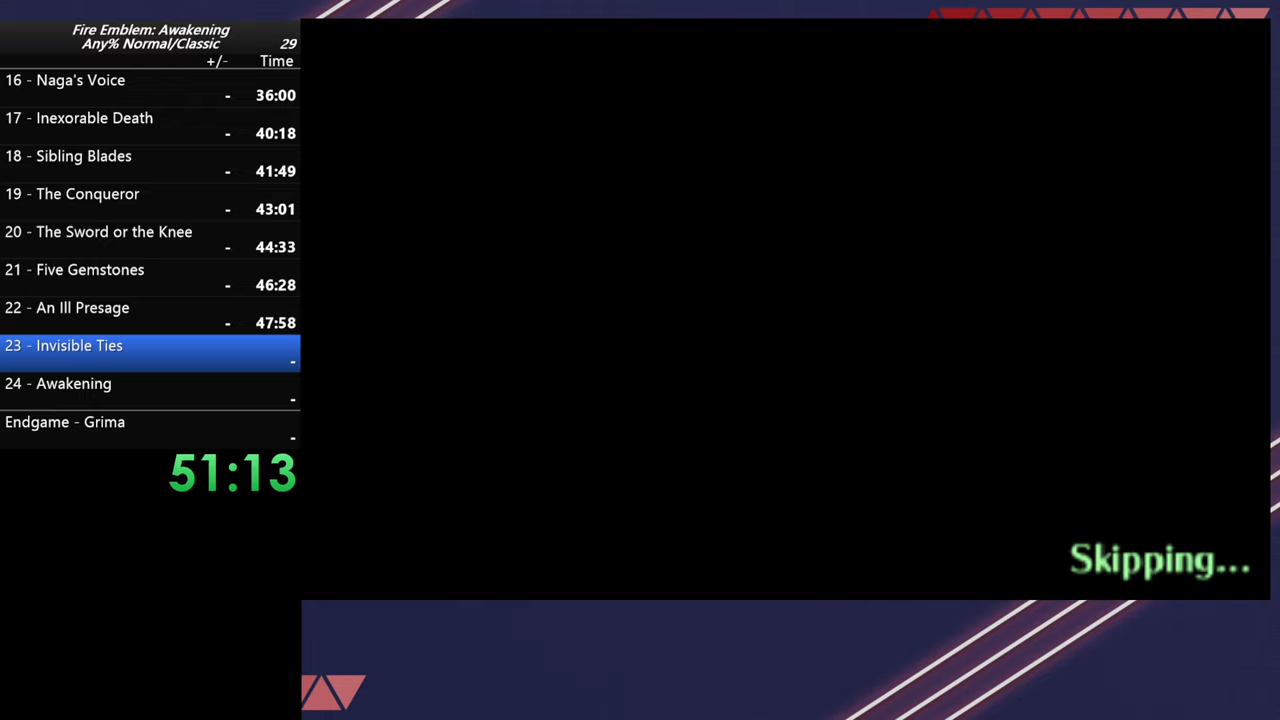 Fire Emblem: Awakening
Any% Normal/Classic 29
+/- Time
16 - Naga's Voice
- 36:00
17 - Inexorable Death
- 40:18
18 - Sibling Blades
- 41:49
19 - The Conqueror
- 43:01
20 - The Sword or the Knee
- 44:33
21 - Five Gemstones
- 46:28
22 - An Ill Presage
- 47:58
23 - Invisible Ties
-
24 - Awakening
-
Endgame - Grima
-
51:13
Skipping...